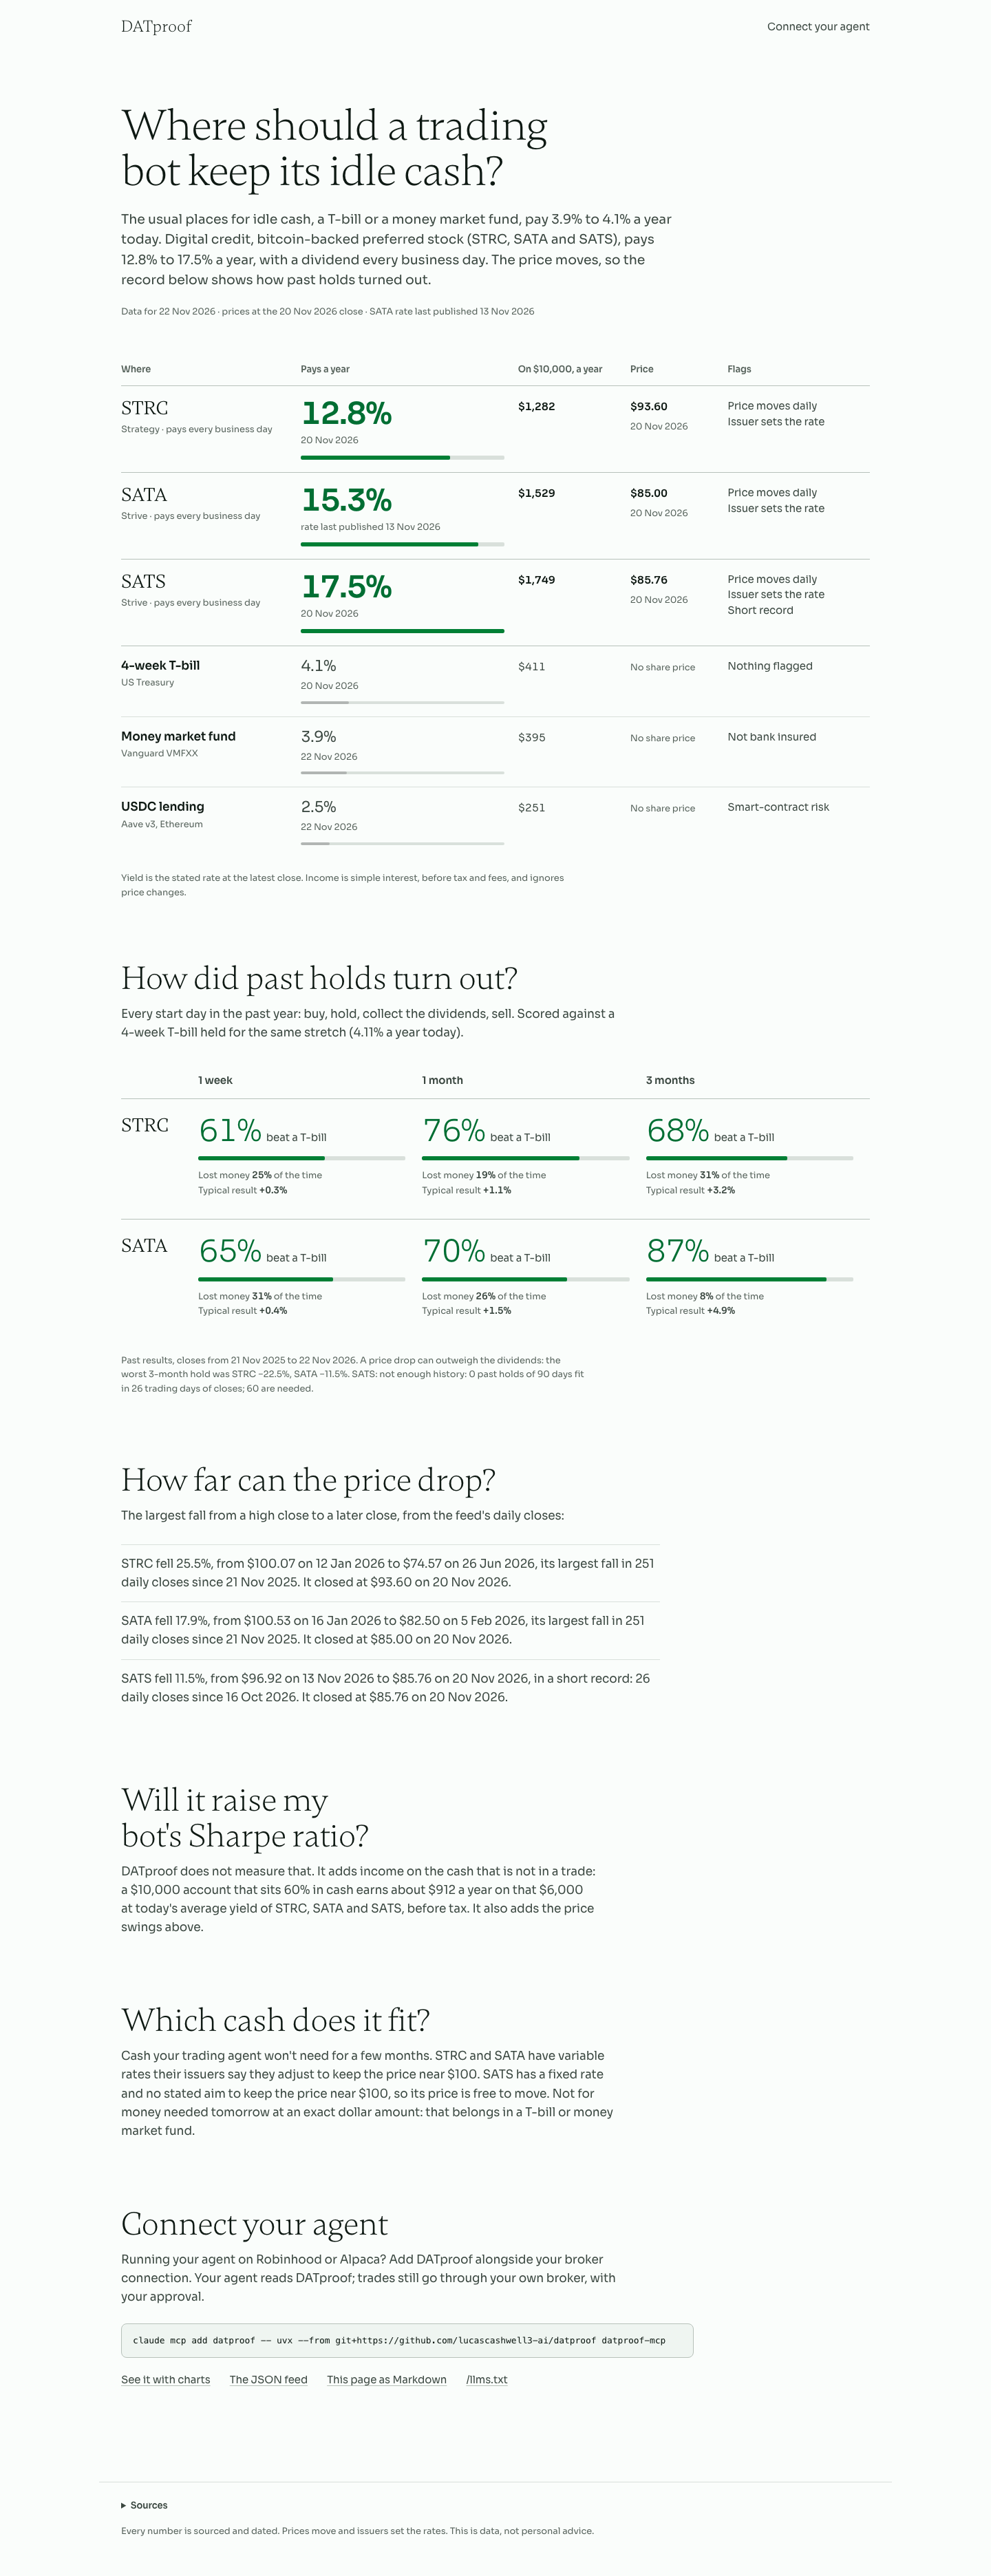 DATproof
Connect your agent
Where should a trading
bot keep its idle cash?
The usual places for idle cash, a T-bill or a money market fund, pay 3.9% to 4.1% a year
today. Digital credit, bitcoin-backed preferred stock (STRC, SATA and SATS), pays
12.8% to 17.5% a year, with a dividend every business day. The price moves, so the
record below shows how past holds turned out.
Data for 22 Nov 2026 · prices at the 20 Nov 2026 close · SATA rate last published 13 Nov 2026
Where Pays a year On $10,000, a year Price Flags
STRC
Strategy · pays every business day
12.8%
20 Nov 2026
$1,282
$93.60
20 Nov 2026
Price moves daily
Issuer sets the rate
SATA
Strive · pays every business day
15.3%
rate last published 13 Nov 2026
$1,529
$85.00
20 Nov 2026
Price moves daily
Issuer sets the rate
SATS
Strive · pays every business day
17.5%
20 Nov 2026
$1,749
$85.76
20 Nov 2026
Price moves daily
Issuer sets the rate
Short record
4-week T-bill
US Treasury
4.1%
20 Nov 2026
$411
No share price
Nothing flagged
Money market fund
Vanguard VMFXX
3.9%
22 Nov 2026
$395
No share price
Not bank insured
USDC lending
Aave v3, Ethereum
2.5%
22 Nov 2026
$251
No share price
Smart-contract risk
Yield is the stated rate at the latest close. Income is simple interest, before tax and fees, and ignores
price changes.
How did past holds turn out?
Every start day in the past year: buy, hold, collect the dividends, sell. Scored against a
4-week T-bill held for the same stretch (4.11% a year today).
1 week 1 month 3 months
STRC
61% beat a T-bill
Lost money 25% of the time
Typical result +0.3%
76% beat a T-bill
Lost money 19% of the time
Typical result +1.1%
68% beat a T-bill
Lost money 31% of the time
Typical result +3.2%
SATA
65% beat a T-bill
Lost money 31% of the time
Typical result +0.4%
70% beat a T-bill
Lost money 26% of the time
Typical result +1.5%
87% beat a T-bill
Lost money 8% of the time
Typical result +4.9%
Past results, closes from 21 Nov 2025 to 22 Nov 2026. A price drop can outweigh the dividends: the
worst 3-month hold was STRC −22.5%, SATA −11.5%. SATS: not enough history: 0 past holds of 90 days fit
in 26 trading days of closes; 60 are needed.
How far can the price drop?
The largest fall from a high close to a later close, from the feed's daily closes:
STRC fell 25.5%, from $100.07 on 12 Jan 2026 to $74.57 on 26 Jun 2026, its largest fall in 251
daily closes since 21 Nov 2025. It closed at $93.60 on 20 Nov 2026.
SATA fell 17.9%, from $100.53 on 16 Jan 2026 to $82.50 on 5 Feb 2026, its largest fall in 251
daily closes since 21 Nov 2025. It closed at $85.00 on 20 Nov 2026.
SATS fell 11.5%, from $96.92 on 13 Nov 2026 to $85.76 on 20 Nov 2026, in a short record: 26
daily closes since 16 Oct 2026. It closed at $85.76 on 20 Nov 2026.
Will it raise my
bot's Sharpe ratio?
DATproof does not measure that. It adds income on the cash that is not in a trade:
a $10,000 account that sits 60% in cash earns about $912 a year on that $6,000
at today's average yield of STRC, SATA and SATS, before tax. It also adds the price
swings above.
Which cash does it fit?
Cash your trading agent won't need for a few months. STRC and SATA have variable
rates their issuers say they adjust to keep the price near $100. SATS has a fixed rate
and no stated aim to keep the price near $100, so its price is free to move. Not for
money needed tomorrow at an exact dollar amount: that belongs in a T-bill or money
market fund.
Connect your agent
Running your agent on Robinhood or Alpaca? Add DATproof alongside your broker
connection. Your agent reads DATproof; trades still go through your own broker, with
your approval.
claude mcp add datproof -- uvx --from git+https://github.com/lucascashwell3-ai/datproof datproof-mcp
See it with charts The JSON feed This page as Markdown /llms.txt
▸ Sources
Every number is sourced and dated. Prices move and issuers set the rates. This is data, not personal advice.